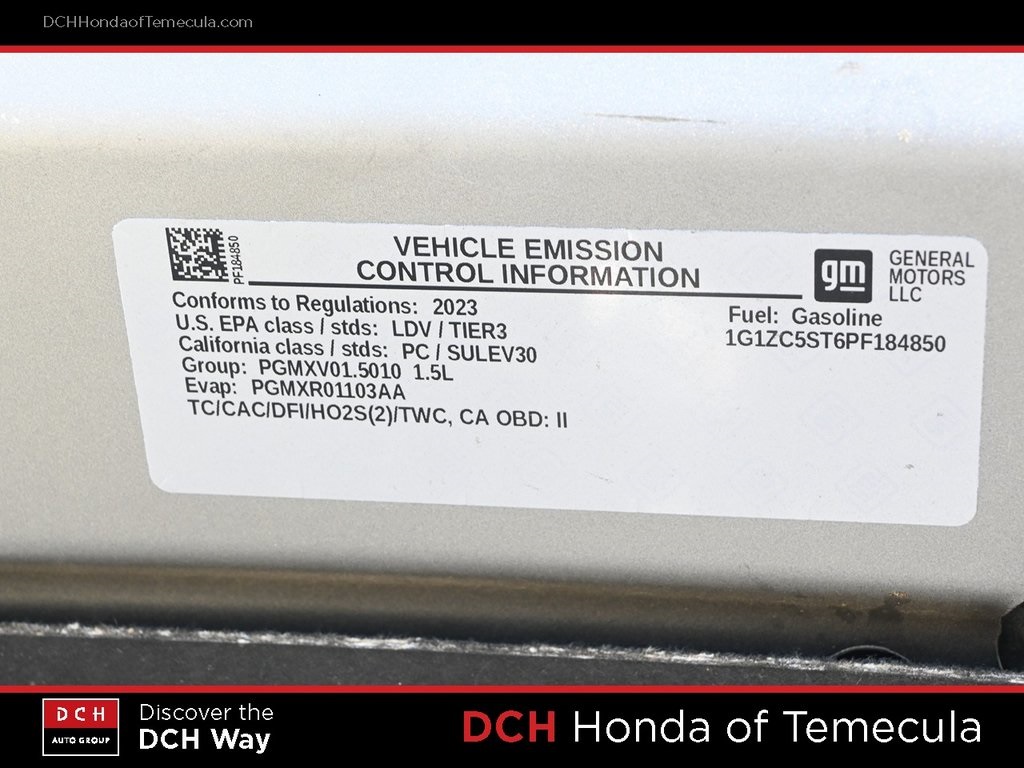 DCHHondaofTemecula.com
PF184850
VEHICLE EMISSION
CONTROL INFORMATION
gm
GENERAL
MOTORS
LLC
Conforms to Regulations: 2023
U.S. EPA class / stds: LDV / TIER3
California class / stds: PC / SULEV30
Group: PGMXV01.5010 1.5L
Evap: PGMXR01103AA
TC/CAC/DFI/HO2S(2)/TWC, CA OBD: II
Fuel: Gasoline
1G1ZC5ST6PF184850
DCH
AUTO GROUP
Discover the
DCH Way
DCH Honda of Temecula